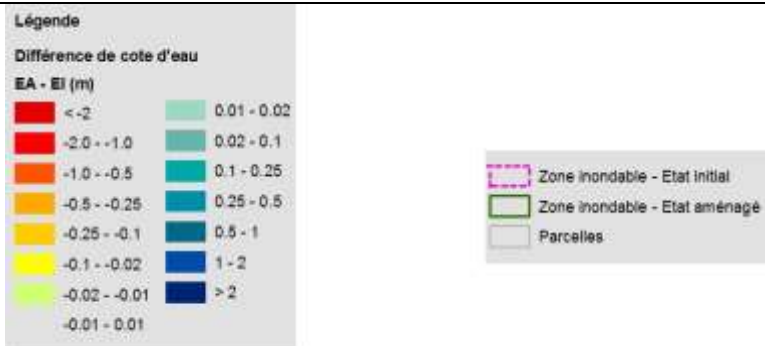 Légende
Différence de cote d'eau
EA - EI (m)
< -2
-2.0 - -1.0
-1.0 - -0.5
-0.5 - -0.25
-0.25 - -0.1
-0.1 - -0.02
-0.02 - -0.01
-0.01 - 0.01
0.01 - 0.02
0.02 - 0.1
0.1 - 0.25
0.25 - 0.5
0.5 - 1
1 - 2
> 2
Zone inondable - Etat initial
Zone inondable - Etat aménagé
Parcelles